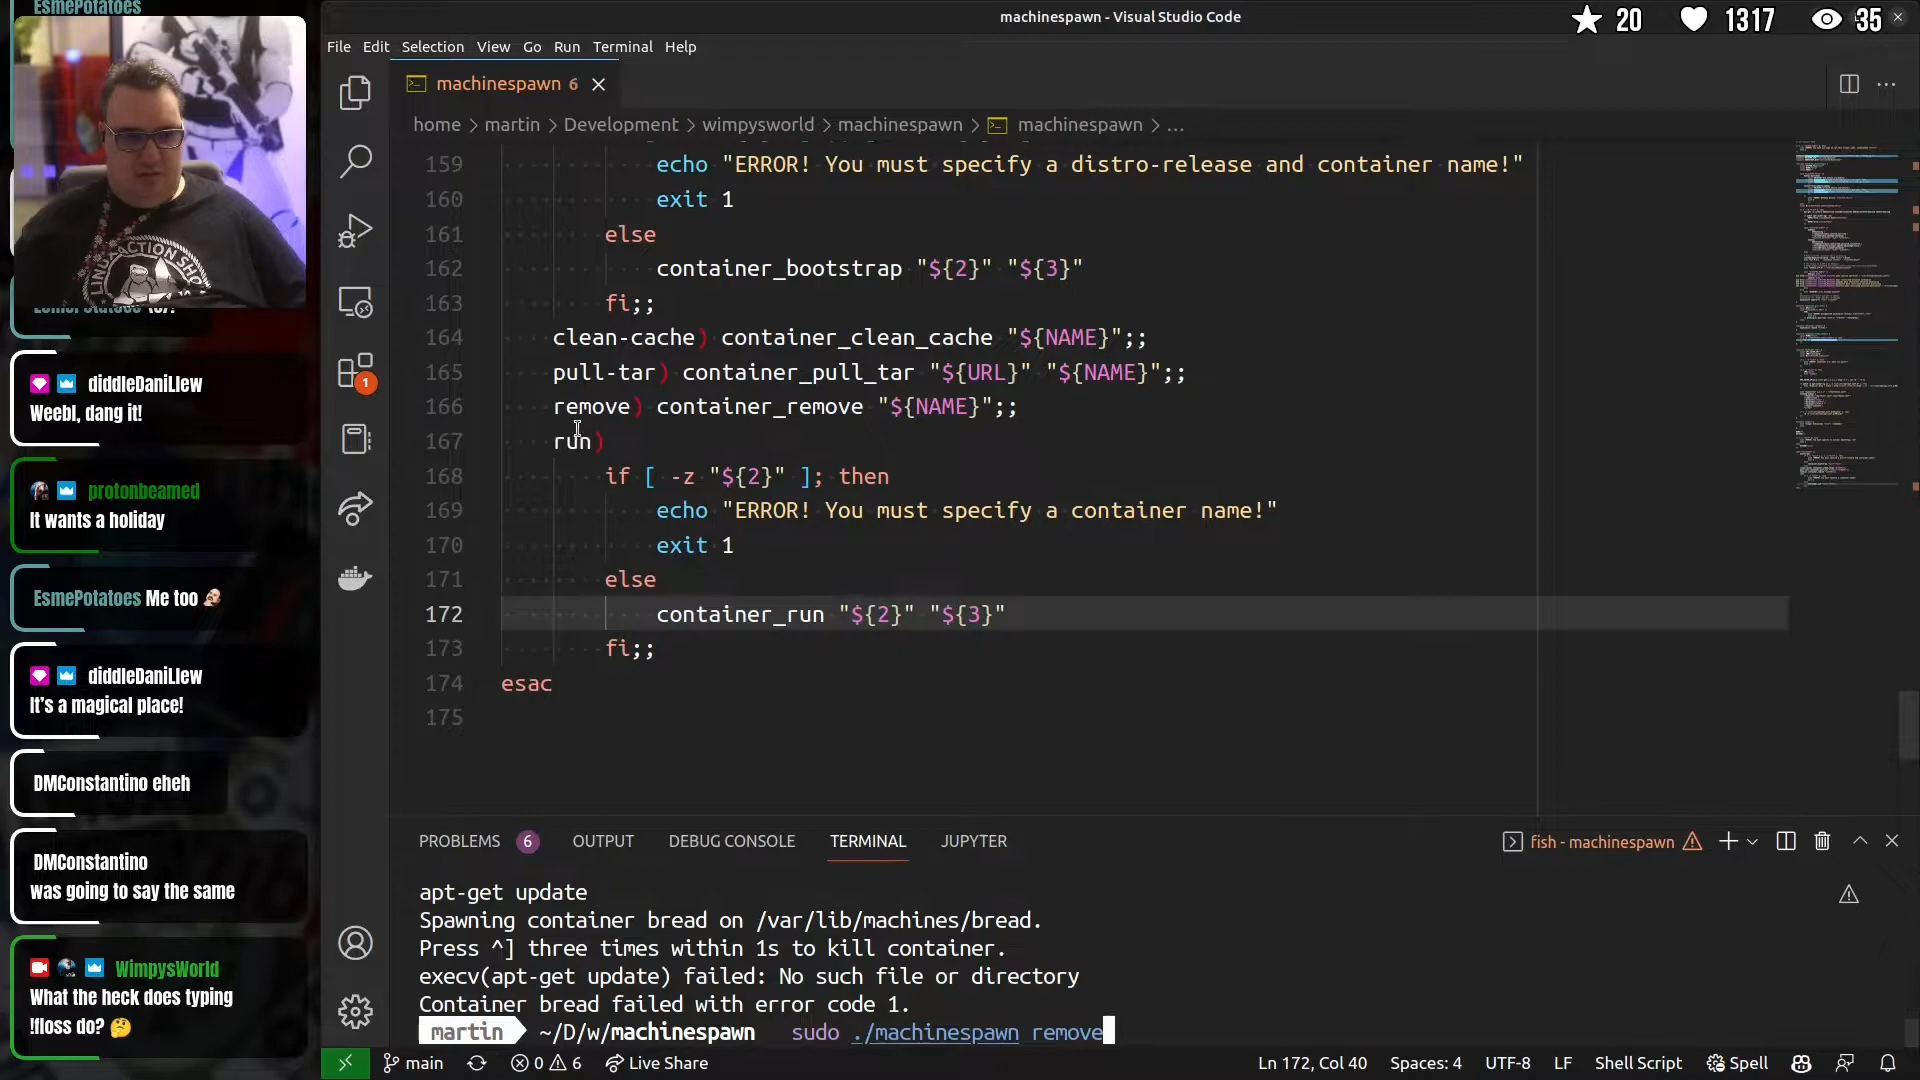 EsmePotatoes
machinespawn - Visual Studio Code
20
1317
35
File Edit Selection View Go Run Terminal Help
machinespawn 6
home > martin > Development > wimpysworld > machinespawn > machinespawn > ...
159 echo "ERROR! You must specify a distro-release and container name!"
160 exit 1
161 else
162 container_bootstrap "${2}" "${3}"
163 fi;;
164 clean-cache) container_clean_cache "${NAME}";;
165 pull-tar) container_pull_tar "${URL}" "${NAME}";;
166 remove) container_remove "${NAME}";;
167 run)
168 if [ -z "${2}" ]; then
169 echo "ERROR! You must specify a container name!"
170 exit 1
171 else
172 container_run "${2}" "${3}"
173 fi;;
174 esac
175
1
LINUX ACTION SHOW
diddleDaniLlew
Weebl, dang it!
protonbeamed
It wants a holiday
EsmePotatoes Me too
diddleDaniLlew
It's a magical place!
DMConstantino eheh
DMConstantino
was going to say the same
WimpysWorld
What the heck does typing
!floss do? 🤔
PROBLEMS 6 OUTPUT DEBUG CONSOLE TERMINAL JUPYTER
fish - machinespawn
apt-get update
Spawning container bread on /var/lib/machines/bread.
Press ^] three times within 1s to kill container.
execv(apt-get update) failed: No such file or directory
Container bread failed with error code 1.
martin ~/D/w/machinespawn sudo ./machinespawn remove
main 0 6 Live Share
Ln 172, Col 40 Spaces: 4 UTF-8 LF Shell Script Spell